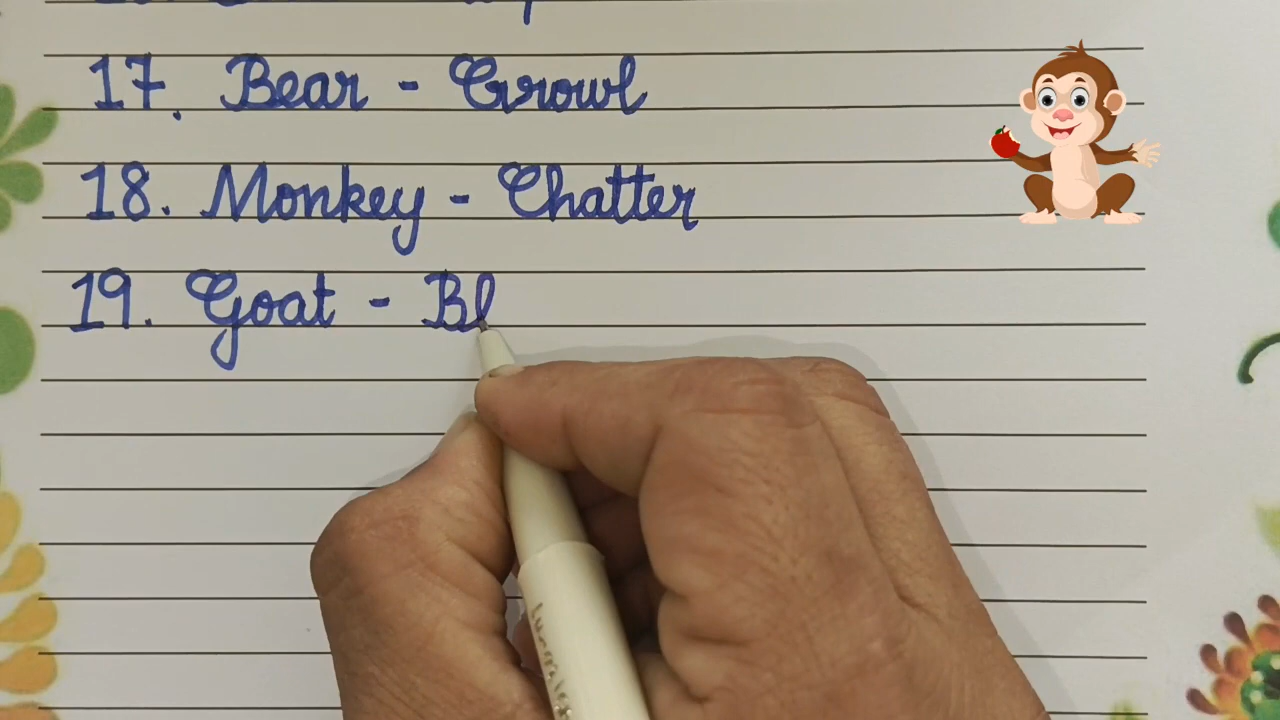 17. Bear - Growl
18. Monkey - Chatter
19. Goat - Bl